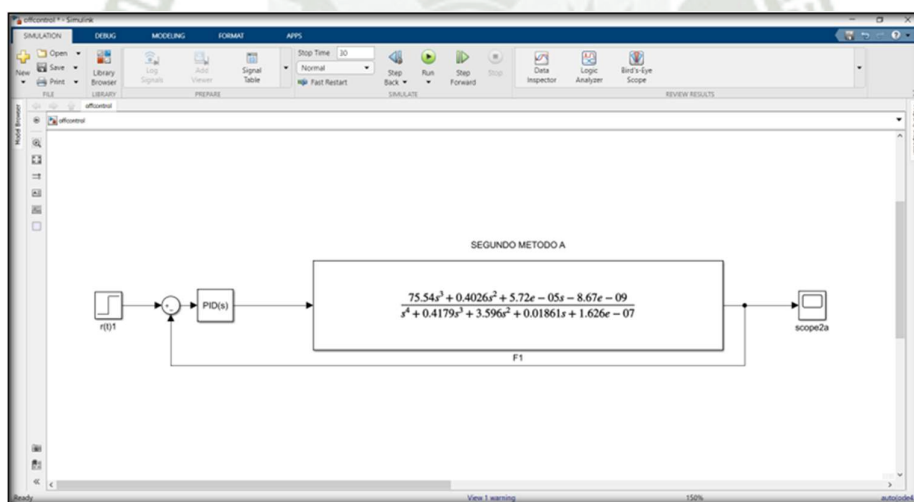 offcontrol * - Simulink
SIMULATION DEBUG MODELING FORMAT APPS
New
Open
Save
Print
FILE
Library Browser
LIBRARY
Log Signals
Add Viewer
Signal Table
PREPARE
Stop Time 30
Normal
Fast Restart
Step Back
Run
Step Forward
Stop
SIMULATE
Data Inspector
Logic Analyzer
Bird's-Eye Scope
REVIEW RESULTS
Model Browser
offcontrol
offcontrol
SEGUNDO METODO A
r(t)1
PID(s)
75.54s³ + 0.4026s² + 5.72e − 05s − 8.67e − 09
s⁴ + 0.4179s³ + 3.596s² + 0.01861s + 1.626e − 07
F1
scope2a
Ready
View 1 warning
150%